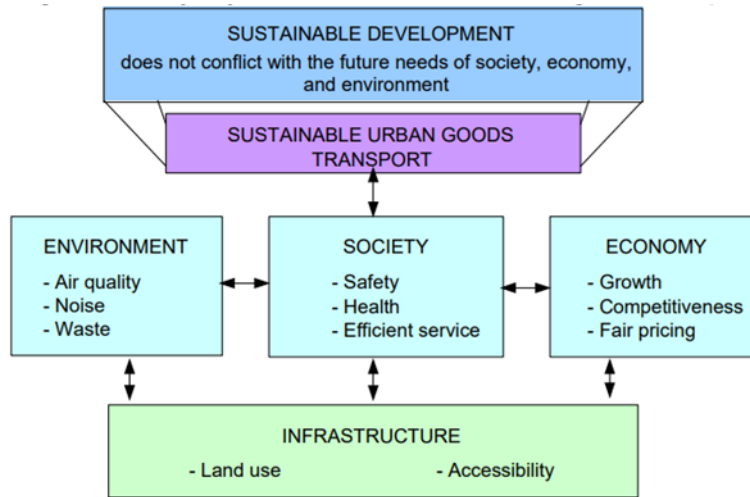 SUSTAINABLE DEVELOPMENT
does not conflict with the future needs of society, economy,
and environment
SUSTAINABLE URBAN GOODS
TRANSPORT
ENVIRONMENT
- Air quality
- Noise
- Waste
SOCIETY
- Safety
- Health
- Efficient service
ECONOMY
- Growth
- Competitiveness
- Fair pricing
INFRASTRUCTURE
- Land use
- Accessibility